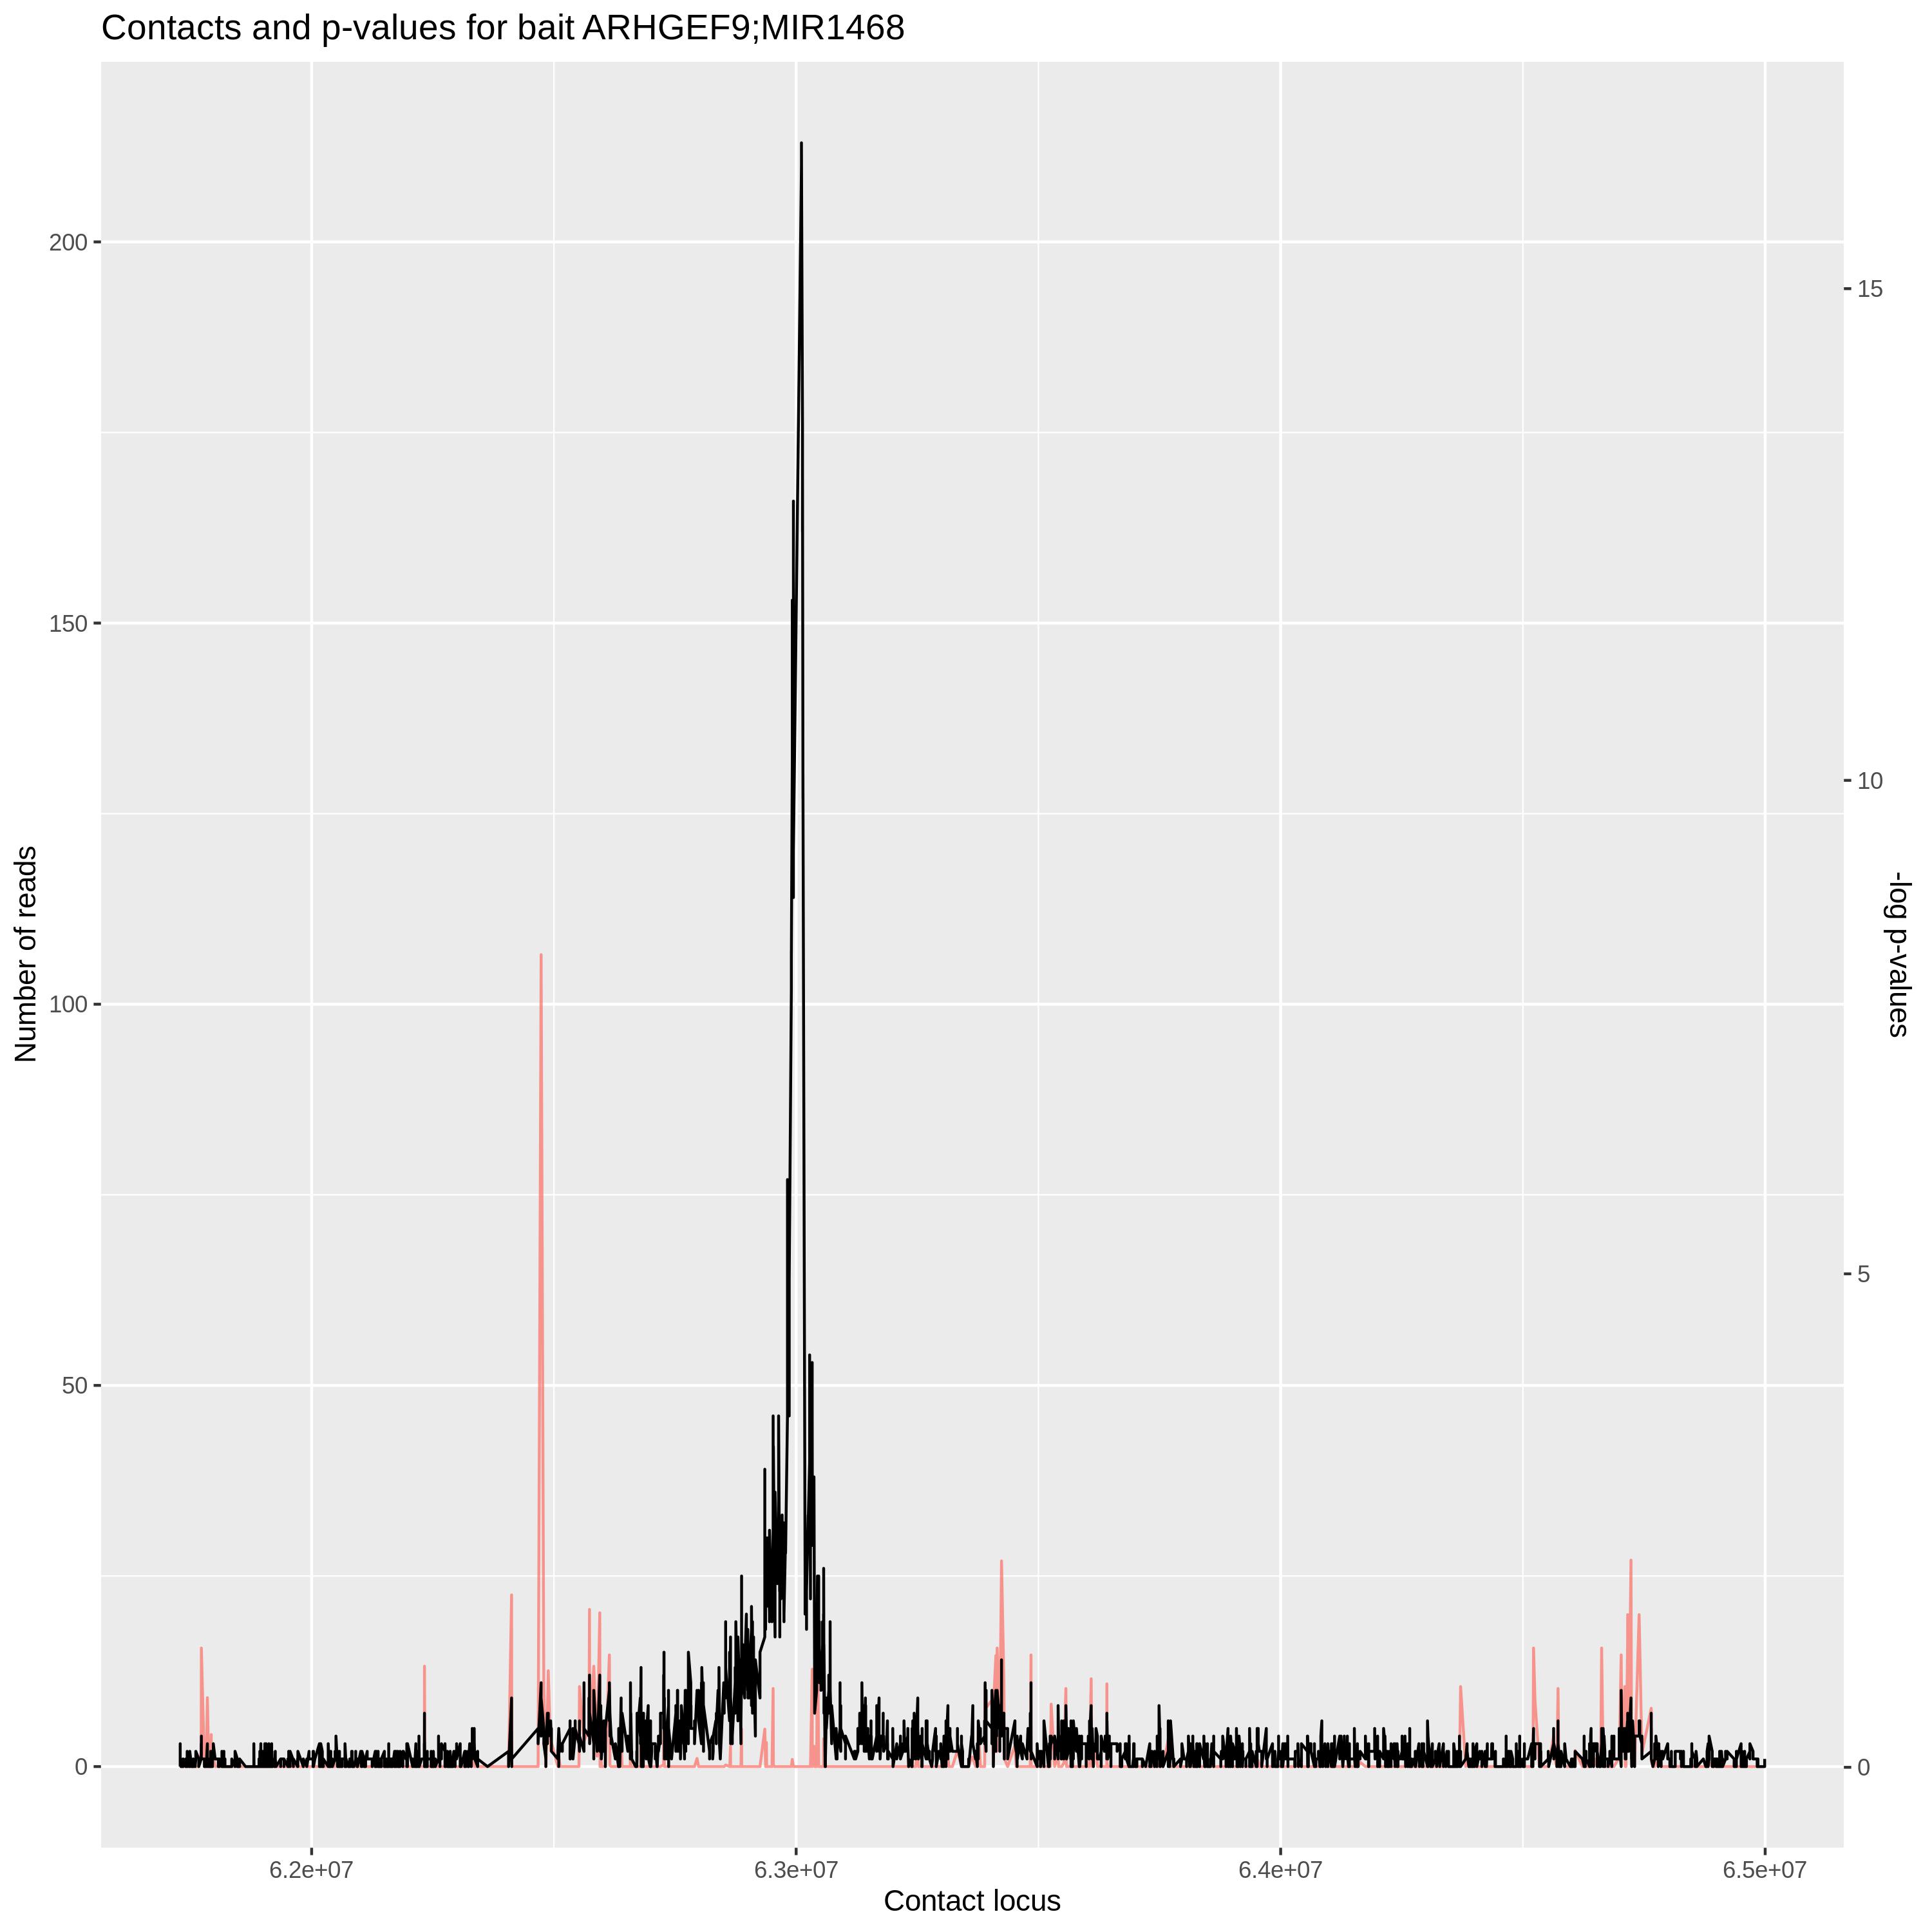 Contacts and p-values for bait ARHGEF9;MIR1468
200
150
100
50
0
Number of reads
15
10
5
0
-log p-values
6.2e+07
6.3e+07
6.4e+07
6.5e+07
Contact locus